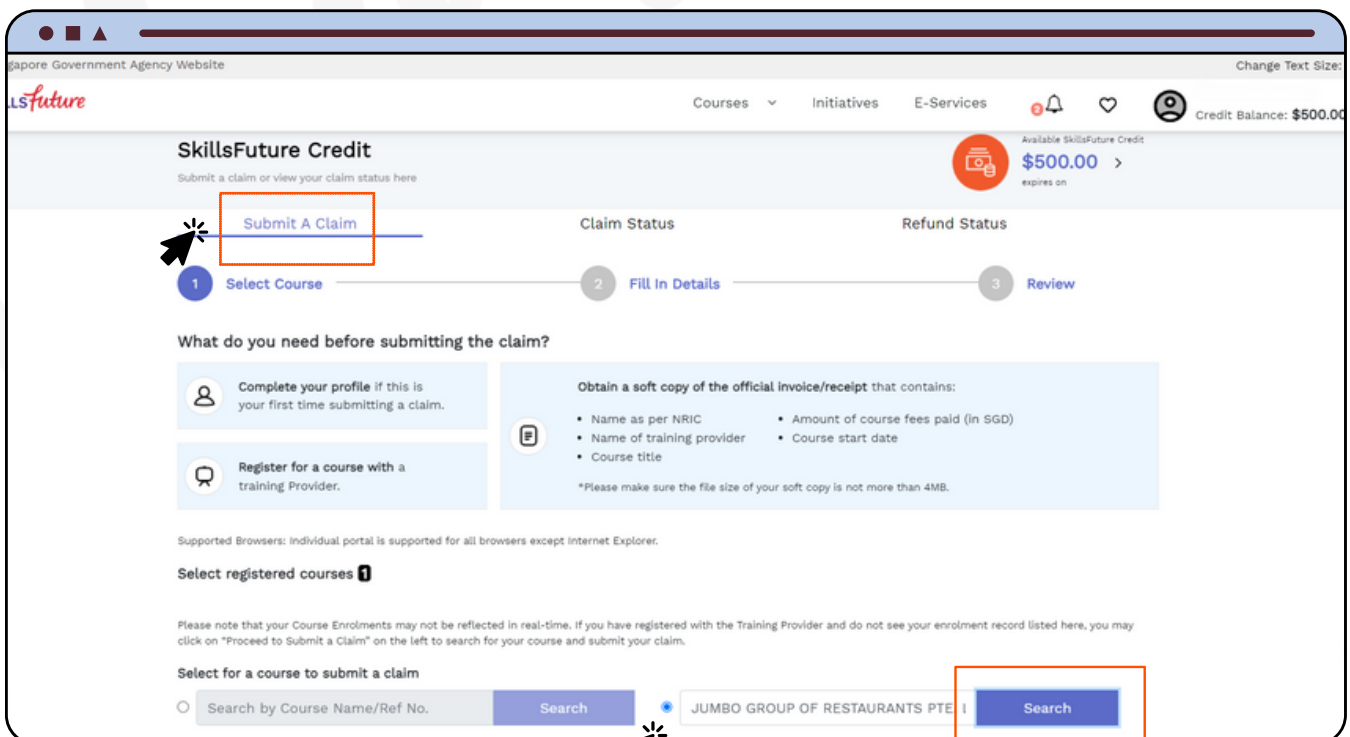 gapore Government Agency Website
Change Text Size:
LLSfuture
Courses
Initiatives
E-Services
2
Credit Balance: $500.00
SkillsFuture Credit
Submit a claim or view your claim status here
Available SkillsFuture Credit
$500.00 >
expires on
Submit A Claim
Claim Status
Refund Status
1 Select Course
2 Fill In Details
3 Review
What do you need before submitting the claim?
Complete your profile if this is
your first time submitting a claim.
Register for a course with a
training Provider.
Obtain a soft copy of the official invoice/receipt that contains:
• Name as per NRIC
• Name of training provider
• Course title
• Amount of course fees paid (in SGD)
• Course start date
*Please make sure the file size of your soft copy is not more than 4MB.
Supported Browsers: Individual portal is supported for all browsers except Internet Explorer.
Select registered courses 1
Please note that your Course Enrolments may not be reflected in real-time. If you have registered with the Training Provider and do not see your enrolment record listed here, you may
click on "Proceed to Submit a Claim" on the left to search for your course and submit your claim.
Select for a course to submit a claim
Search by Course Name/Ref No.
Search
JUMBO GROUP OF RESTAURANTS PTE. L
Search